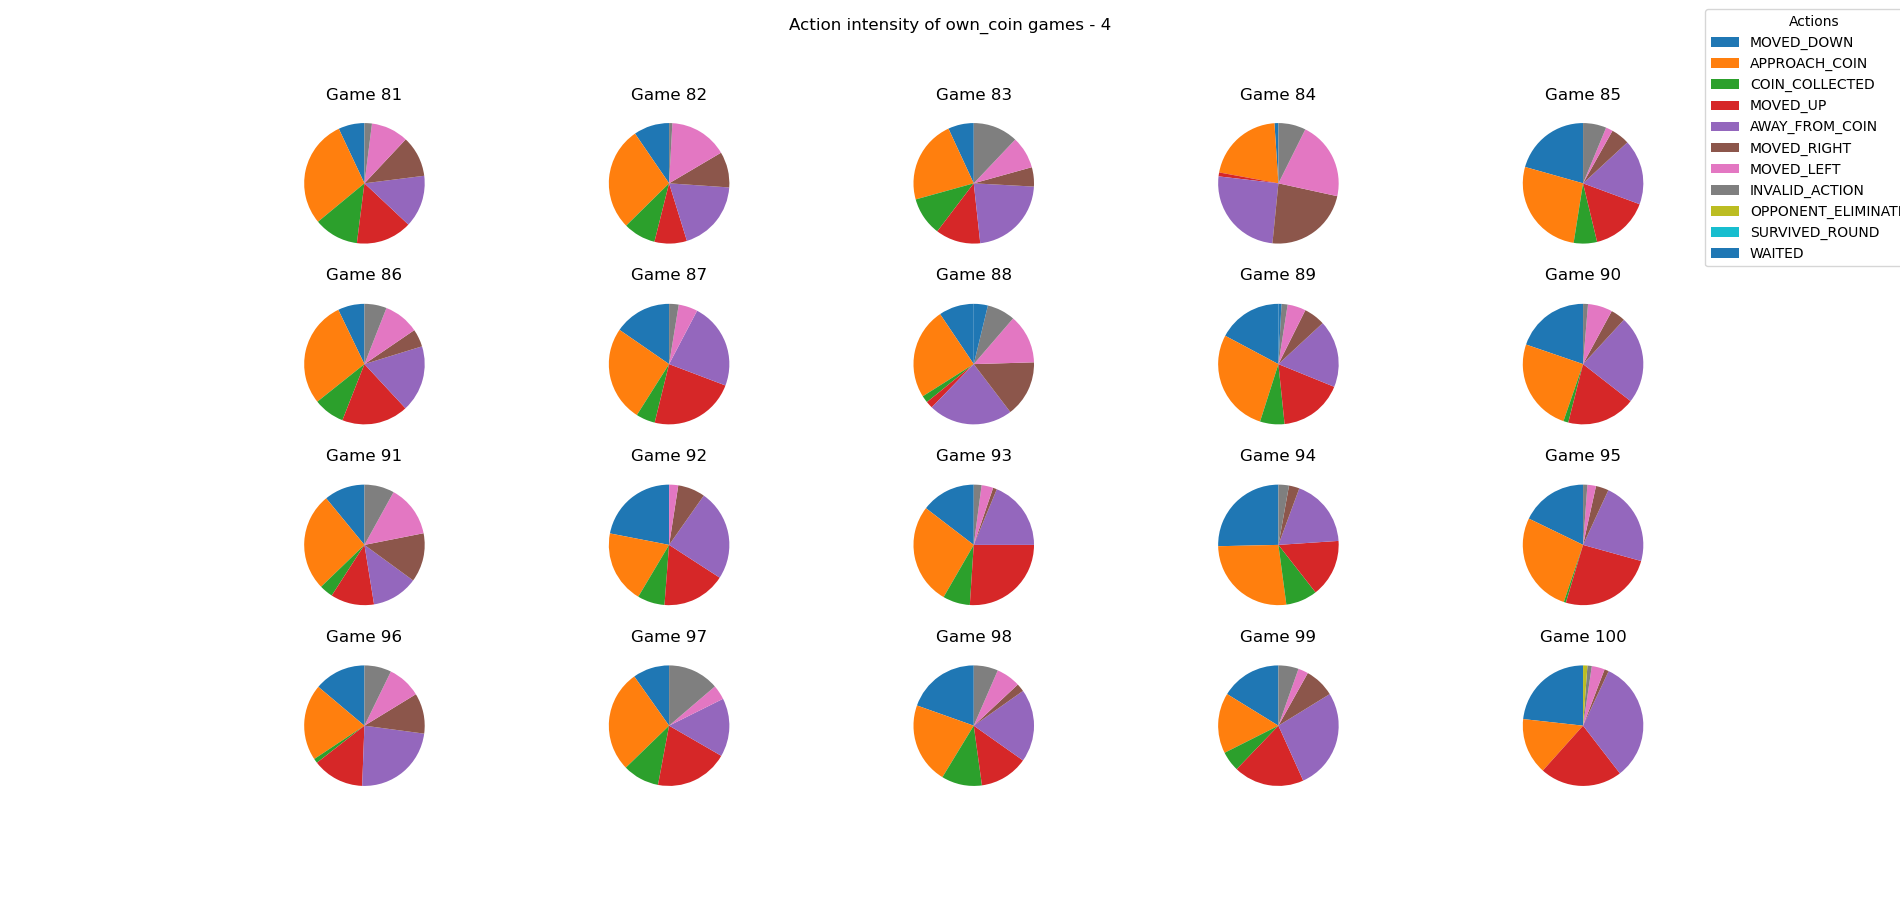 Action intensity of own_coin games - 4
Actions
MOVED_DOWN
APPROACH_COIN
COIN_COLLECTED
MOVED_UP
AWAY_FROM_COIN
MOVED_RIGHT
MOVED_LEFT
INVALID_ACTION
OPPONENT_ELIMINATI
SURVIVED_ROUND
WAITED
Game 81
Game 82
Game 83
Game 84
Game 85
Game 86
Game 87
Game 88
Game 89
Game 90
Game 91
Game 92
Game 93
Game 94
Game 95
Game 96
Game 97
Game 98
Game 99
Game 100